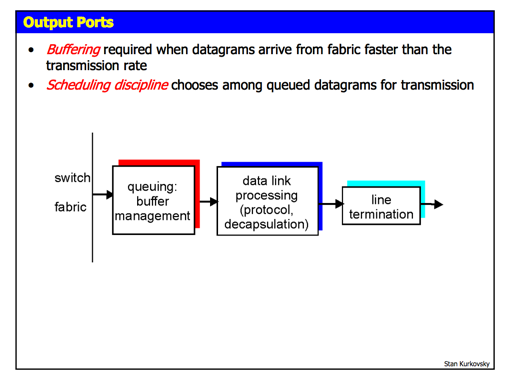 Output Ports
• Buffering required when datagrams arrive from fabric faster than the
transmission rate
• Scheduling discipline chooses among queued datagrams for transmission
switch
fabric
queuing:
buffer
management
data link
processing
(protocol,
decapsulation)
line
termination
Stan Kurkovsky